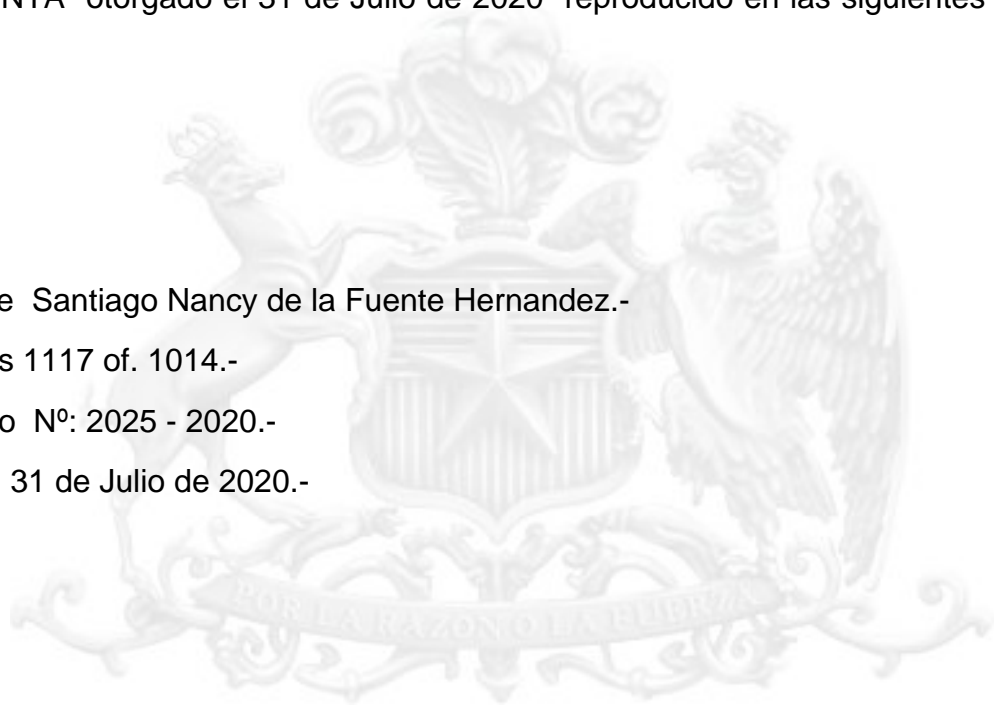 NTA otorgado el 31 de Julio de 2020 reproducido en las siguientes
e Santiago Nancy de la Fuente Hernandez.-
s 1117 of. 1014.-
o Nº: 2025 - 2020.-
31 de Julio de 2020.-
POR LA RAZON O LA FUERZA